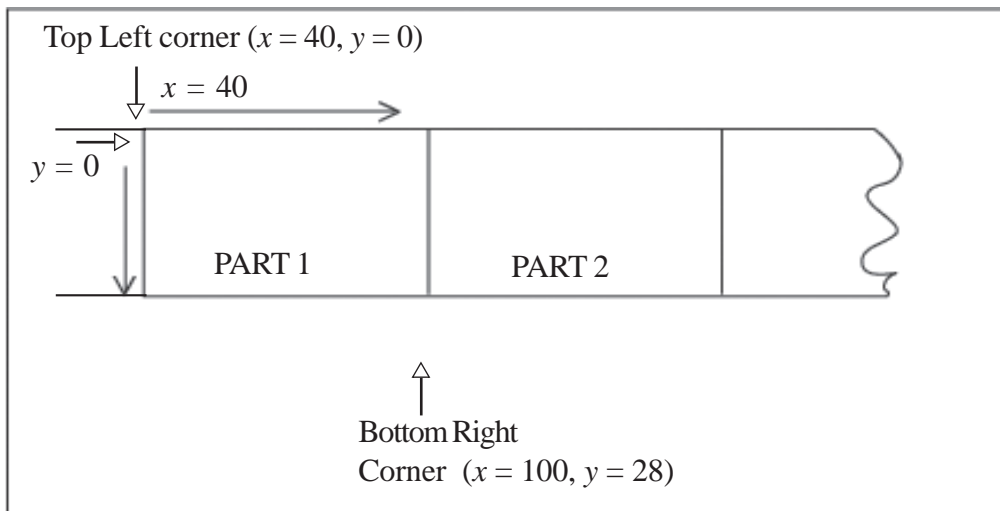 Top Left corner (x = 40, y = 0)
x = 40
y = 0
PART 1
PART 2
Bottom Right
Corner (x = 100, y = 28)